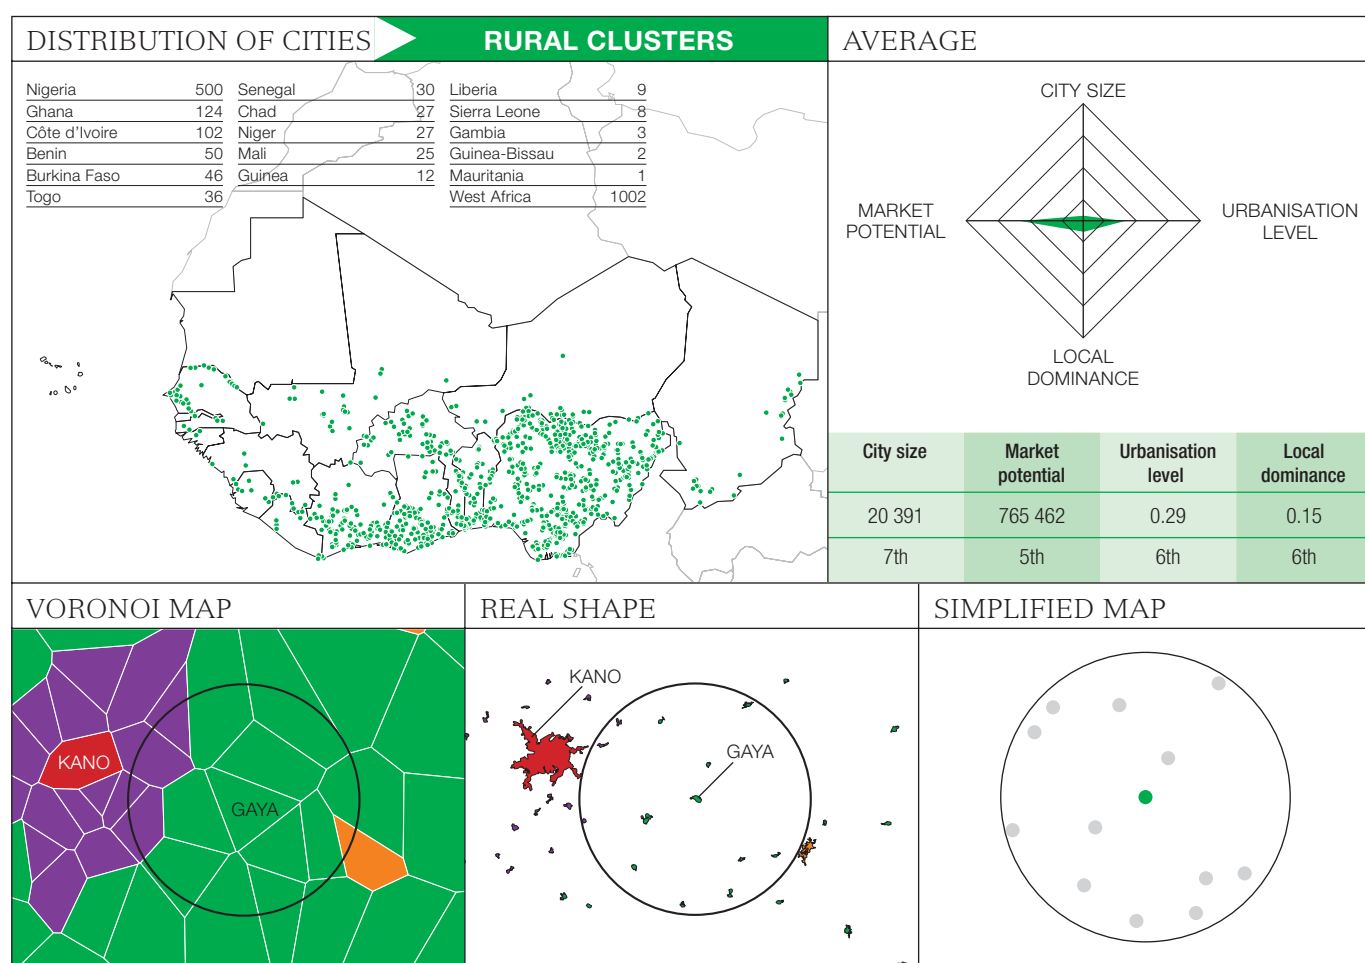 DISTRIBUTION OF CITIES
RURAL CLUSTERS
AVERAGE
Nigeria 500
Ghana 124
Côte d'Ivoire 102
Benin 50
Burkina Faso 46
Togo 36
Senegal 30
Chad 27
Niger 27
Mali 25
Guinea 12
Liberia 9
Sierra Leone 8
Gambia 3
Guinea-Bissau 2
Mauritania 1
West Africa 1002
CITY SIZE
MARKET
POTENTIAL
URBANISATION
LEVEL
LOCAL
DOMINANCE
City size Market potential Urbanisation level Local dominance
20 391 765 462 0.29 0.15
7th 5th 6th 6th
VORONOI MAP
KANO
GAYA
REAL SHAPE
KANO
GAYA
SIMPLIFIED MAP